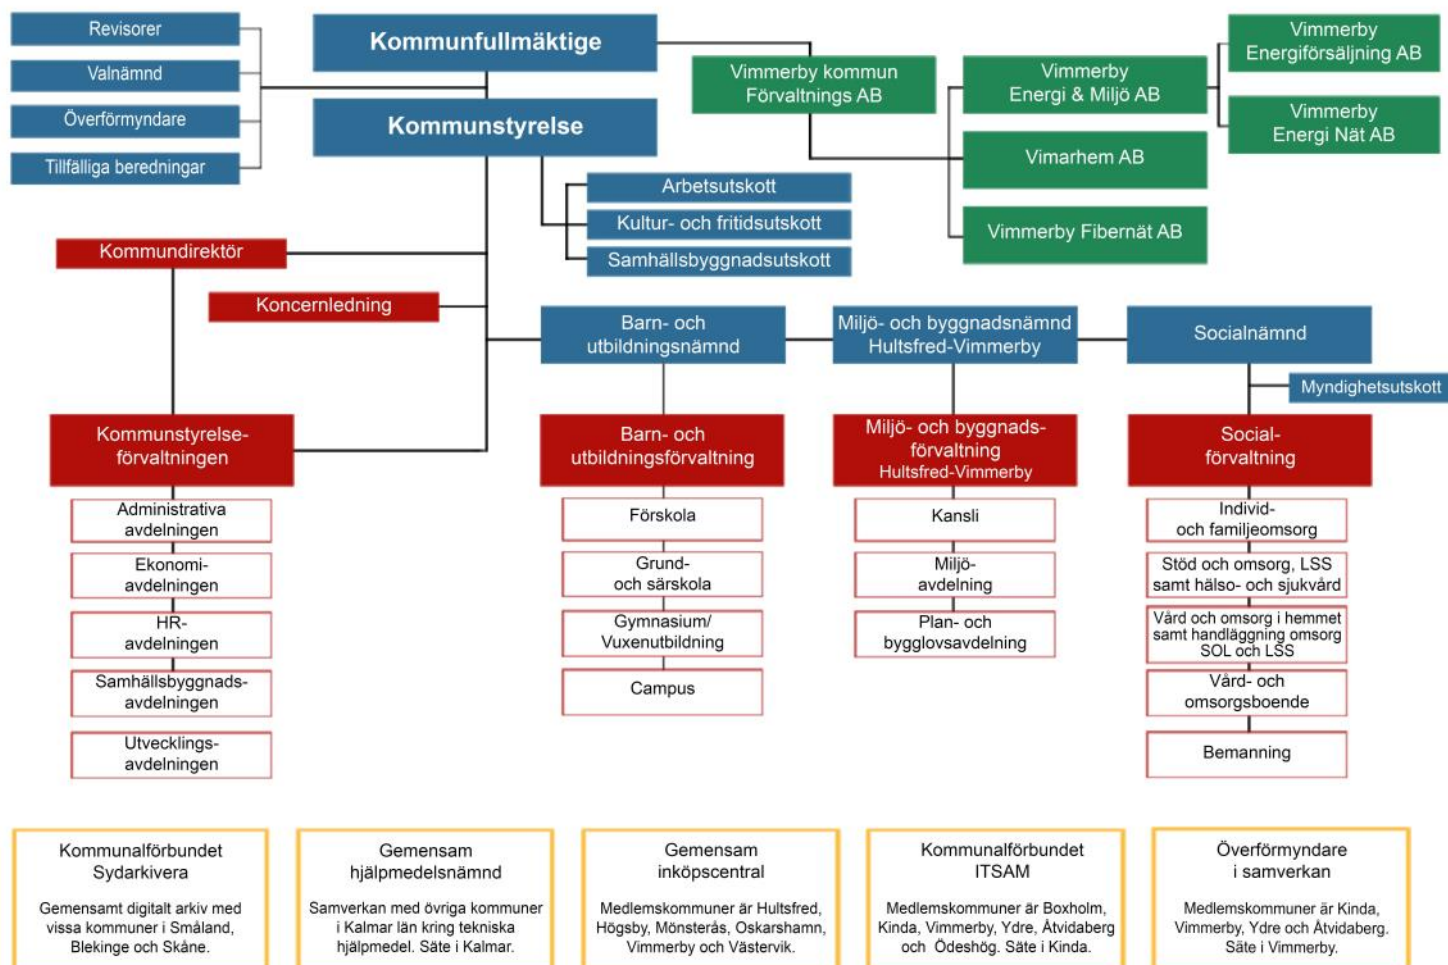 Revisorer
Valnämnd
Överförmyndare
Tillfälliga beredningar
Kommunfullmäktige
Kommunstyrelse
Vimmerby kommun
Förvaltnings AB
Vimmerby
Energi & Miljö AB
Vimarhem AB
Vimmerby Fibernät AB
Vimmerby
Energiförsäljning AB
Vimmerby
Energi Nät AB
Arbetsutskott
Kultur- och fritidsutskott
Samhällsbyggnadsutskott
Kommundirektör
Koncernledning
Barn- och
utbildningsnämnd
Miljö- och byggnadsnämnd
Hultsfred-Vimmerby
Socialnämnd
Myndighetsutskott
Kommunstyrelse-
förvaltningen
Administrativa
avdelningen
Ekonomi-
avdelningen
HR-
avdelningen
Samhällsbyggnads-
avdelningen
Utvecklings-
avdelningen
Barn- och
utbildningsförvaltning
Förskola
Grund-
och särskola
Gymnasium/
Vuxenutbildning
Campus
Miljö- och byggnads-
förvaltning
Hultsfred-Vimmerby
Kansli
Miljö-
avdelning
Plan- och
bygglovsavdelning
Social-
förvaltning
Individ-
och familjeomsorg
Stöd och omsorg, LSS
samt hälso- och sjukvård
Vård och omsorg i hemmet
samt handläggning omsorg
SOL och LSS
Vård- och
omsorgsboende
Bemanning
Kommunalförbundet
Sydarkivera
Gemensamt digitalt arkiv med
vissa kommuner i Småland,
Blekinge och Skåne.
Gemensam
hjälpmedelsnämnd
Samverkan med övriga kommuner
i Kalmar län kring tekniska
hjälpmedel. Säte i Kalmar.
Gemensam
inköpscentral
Medlemskommuner är Hultsfred,
Högsby, Mönsterås, Oskarshamn,
Vimmerby och Västervik.
Kommunalförbundet
ITSAM
Medlemskommuner är Boxholm,
Kinda, Vimmerby, Ydre, Åtvidaberg
och Ödeshög. Säte i Kinda.
Överförmyndare
i samverkan
Medlemskommuner är Kinda,
Vimmerby, Ydre och Åtvidaberg.
Säte i Vimmerby.